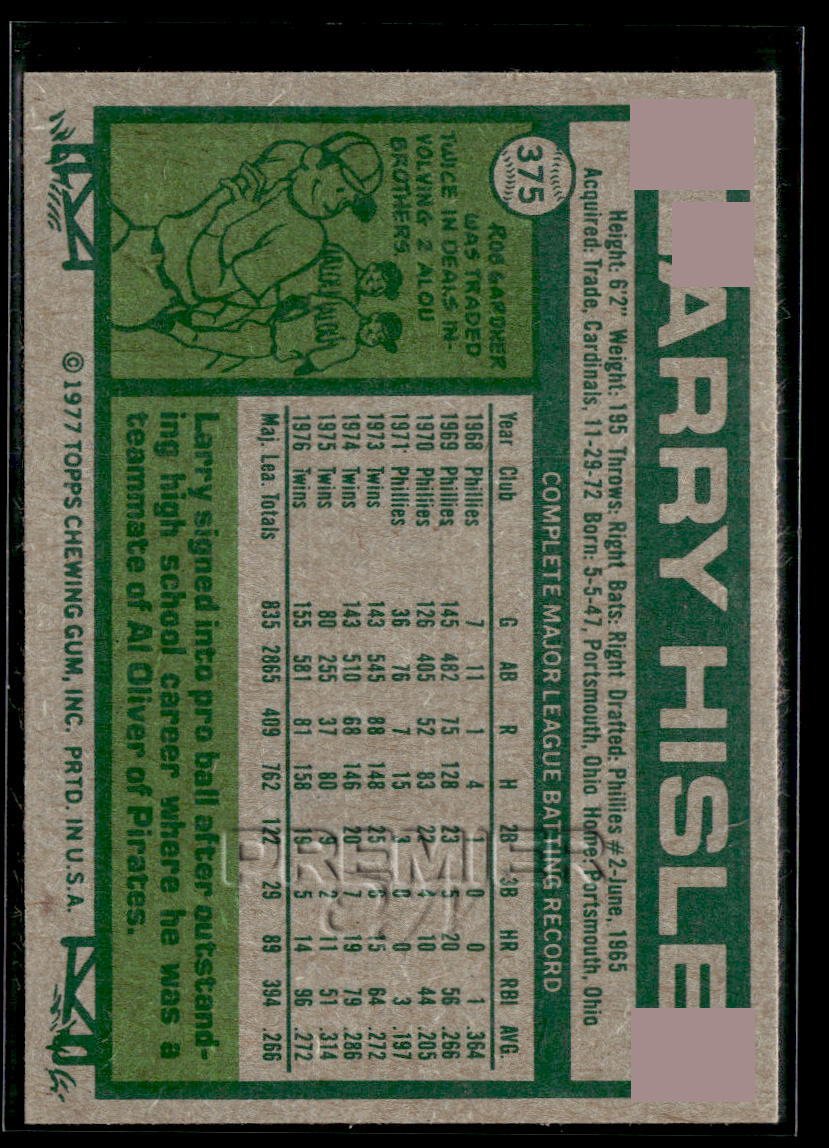 LARRY HISLE
Height: 6'2" Weight: 195 Throws: Right Bats: Right Drafted: Phillies #2-June, 1965
Acquired: Trade, Cardinals, 11-29-72 Born: 5-5-47, Portsmouth, Ohio Home: Portsmouth, Ohio
375
ROB GARDNER
WAS TRADED
TWICE IN DEALS IN-
VOLVING 2 ALOU
BROTHERS.
ALOU
COMPLETE MAJOR LEAGUE BATTING RECORD
Year Club G AB R H 2B 3B HR RBI AVG.
1968 Phillies 7 11 1 4 1 0 0 1 .364
1969 Phillies 145 482 75 128 23 5 20 56 .266
1970 Phillies 126 405 52 83 22 4 10 44 .205
1971 Phillies 36 76 7 15 3 0 0 3 .197
1973 Twins 143 545 88 148 25 6 15 64 .272
1974 Twins 143 510 68 146 20 7 19 79 .286
1975 Twins 80 255 37 80 9 2 11 51 .314
1976 Twins 155 581 81 158 19 5 14 96 .272
Maj. Lea. Totals 835 2865 409 762 122 29 89 394 .266
Larry signed into pro ball after outstand-
ing high school career where he was a
teammate of Al Oliver of Pirates.
© 1977 TOPPS CHEWING GUM, INC. PRTD. IN U.S.A.
PREMIER